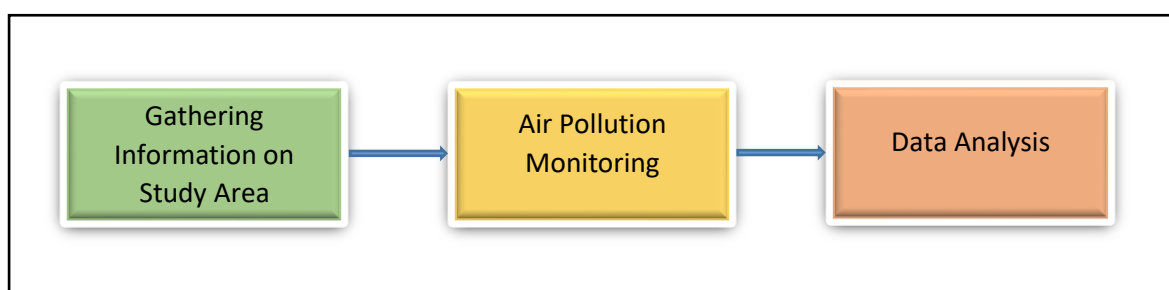 Gathering
Information on
Study Area
Air Pollution
Monitoring
Data Analysis